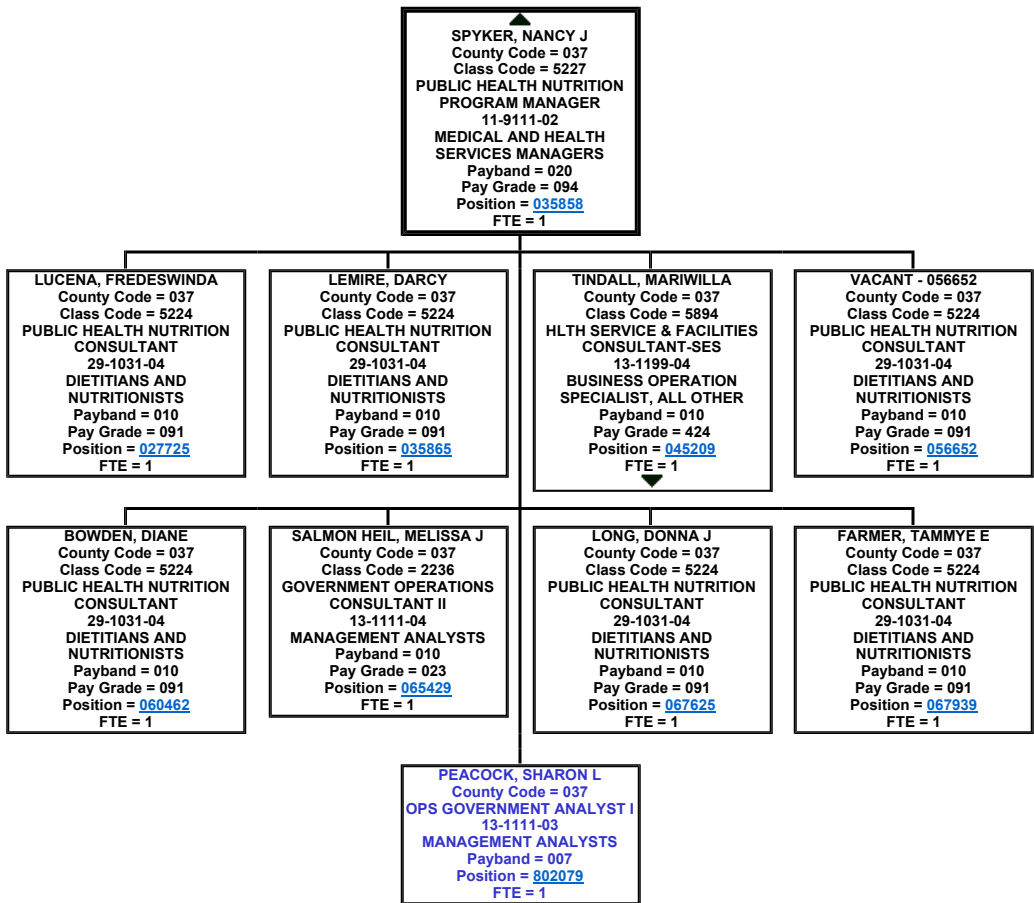 SPYKER, NANCY J
County Code = 037
Class Code = 5227
PUBLIC HEALTH NUTRITION
PROGRAM MANAGER
11-9111-02
MEDICAL AND HEALTH
SERVICES MANAGERS
Payband = 020
Pay Grade = 094
Position = 035858
FTE = 1
LUCENA, FREDESWINDA
County Code = 037
Class Code = 5224
PUBLIC HEALTH NUTRITION
CONSULTANT
29-1031-04
DIETITIANS AND
NUTRITIONISTS
Payband = 010
Pay Grade = 091
Position = 027725
FTE = 1
LEMIRE, DARCY
County Code = 037
Class Code = 5224
PUBLIC HEALTH NUTRITION
CONSULTANT
29-1031-04
DIETITIANS AND
NUTRITIONISTS
Payband = 010
Pay Grade = 091
Position = 035865
FTE = 1
TINDALL, MARIWILLA
County Code = 037
Class Code = 5894
HLTH SERVICE & FACILITIES
CONSULTANT-SES
13-1199-04
BUSINESS OPERATION
SPECIALIST, ALL OTHER
Payband = 010
Pay Grade = 424
Position = 045209
FTE = 1
VACANT - 056652
County Code = 037
Class Code = 5224
PUBLIC HEALTH NUTRITION
CONSULTANT
29-1031-04
DIETITIANS AND
NUTRITIONISTS
Payband = 010
Pay Grade = 091
Position = 056652
FTE = 1
BOWDEN, DIANE
County Code = 037
Class Code = 5224
PUBLIC HEALTH NUTRITION
CONSULTANT
29-1031-04
DIETITIANS AND
NUTRITIONISTS
Payband = 010
Pay Grade = 091
Position = 060462
FTE = 1
SALMON HEIL, MELISSA J
County Code = 037
Class Code = 2236
GOVERNMENT OPERATIONS
CONSULTANT II
13-1111-04
MANAGEMENT ANALYSTS
Payband = 010
Pay Grade = 023
Position = 065429
FTE = 1
LONG, DONNA J
County Code = 037
Class Code = 5224
PUBLIC HEALTH NUTRITION
CONSULTANT
29-1031-04
DIETITIANS AND
NUTRITIONISTS
Payband = 010
Pay Grade = 091
Position = 067625
FTE = 1
FARMER, TAMMYE E
County Code = 037
Class Code = 5224
PUBLIC HEALTH NUTRITION
CONSULTANT
29-1031-04
DIETITIANS AND
NUTRITIONISTS
Payband = 010
Pay Grade = 091
Position = 067939
FTE = 1
PEACOCK, SHARON L
County Code = 037
OPS GOVERNMENT ANALYST I
13-1111-03
MANAGEMENT ANALYSTS
Payband = 007
Position = 802079
FTE = 1